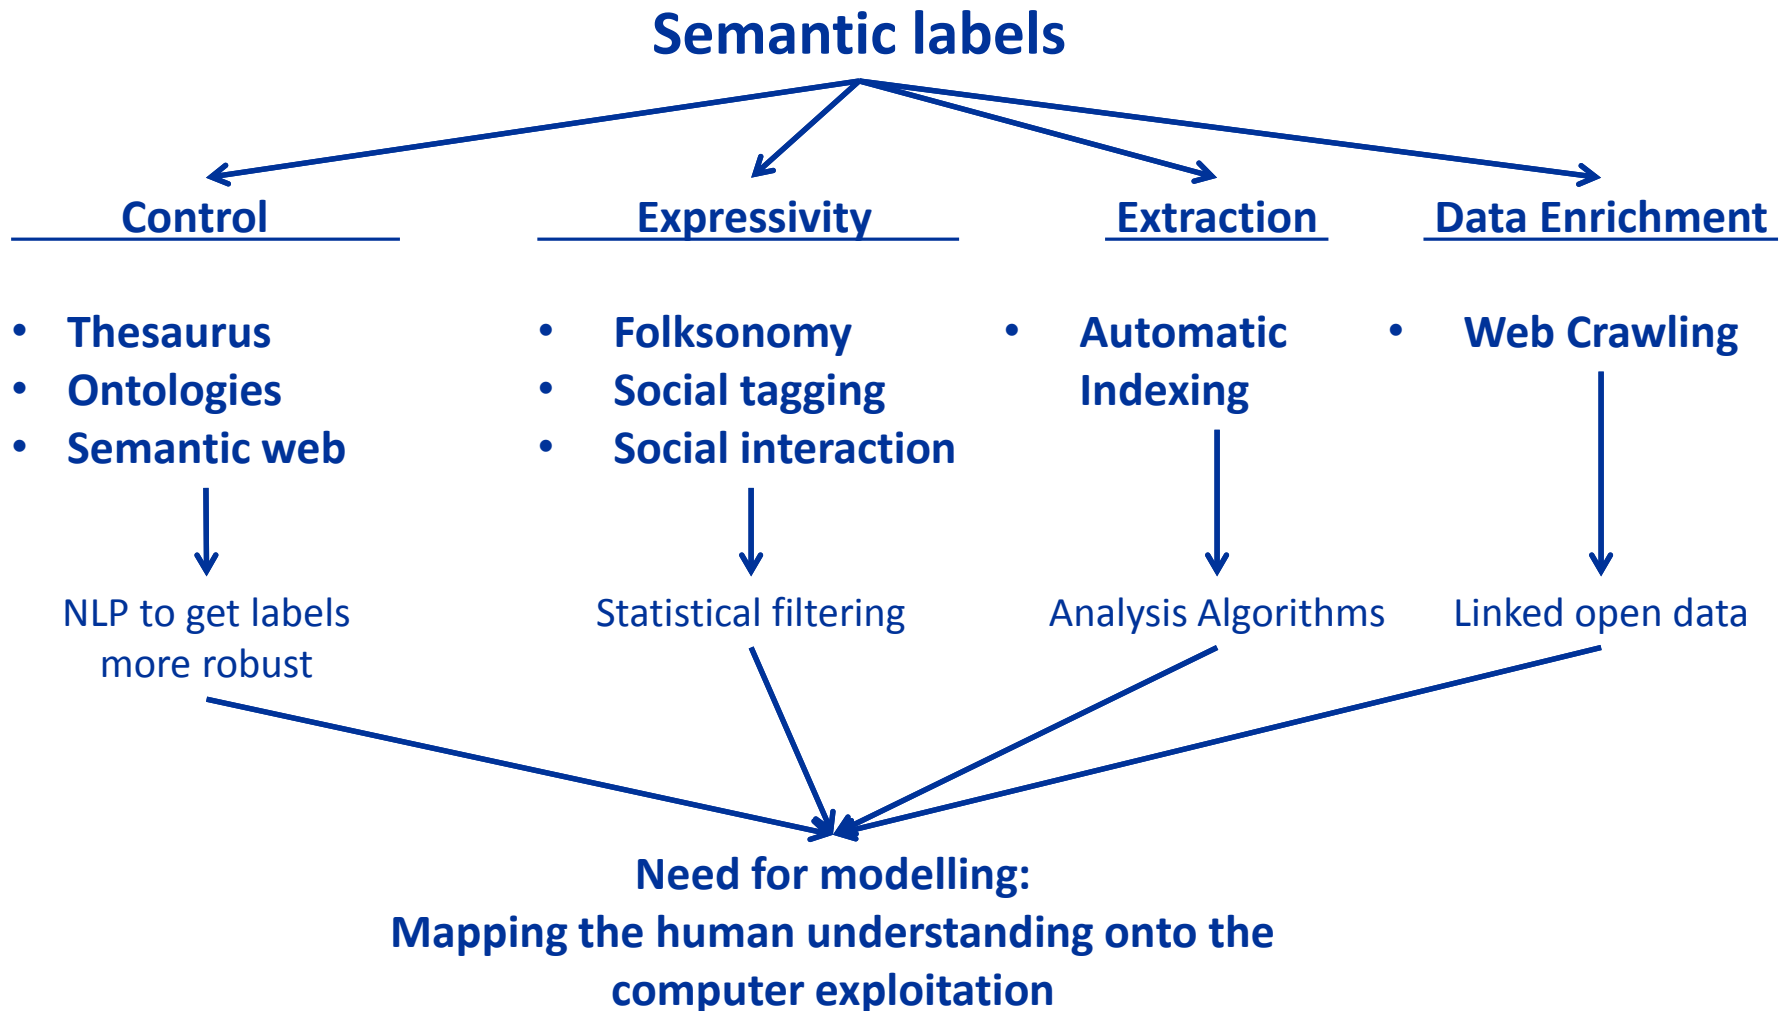 Semantic labels
Control
Expressivity
Extraction
Data Enrichment
• Thesaurus
• Ontologies
• Semantic web
• Folksonomy
• Social tagging
• Social interaction
• Automatic
Indexing
• Web Crawling
NLP to get labels
more robust
Statistical filtering
Analysis Algorithms
Linked open data
Need for modelling:
Mapping the human understanding onto the
computer exploitation